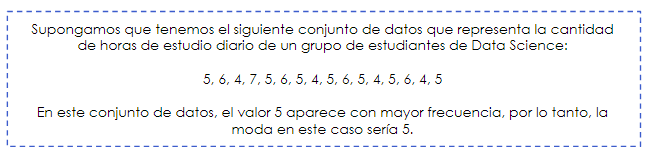 Supongamos que tenemos el siguiente conjunto de datos que representa la cantidad
de horas de estudio diario de un grupo de estudiantes de Data Science:
5, 6, 4, 7, 5, 6, 5, 4, 5, 6, 5, 4, 5, 6, 4, 5
En este conjunto de datos, el valor 5 aparece con mayor frecuencia, por lo tanto, la
moda en este caso sería 5.